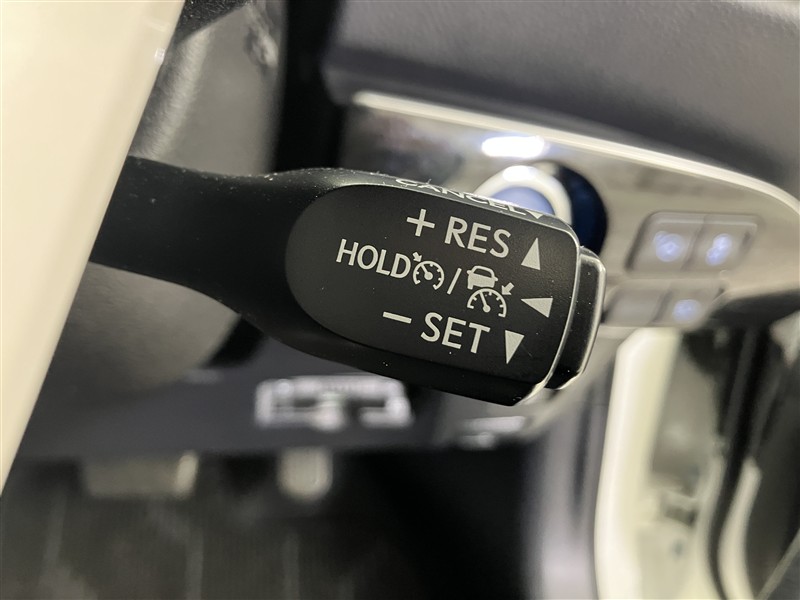 CANCEL▼
+ RES ▲
HOLD / ◄
− SET ▼